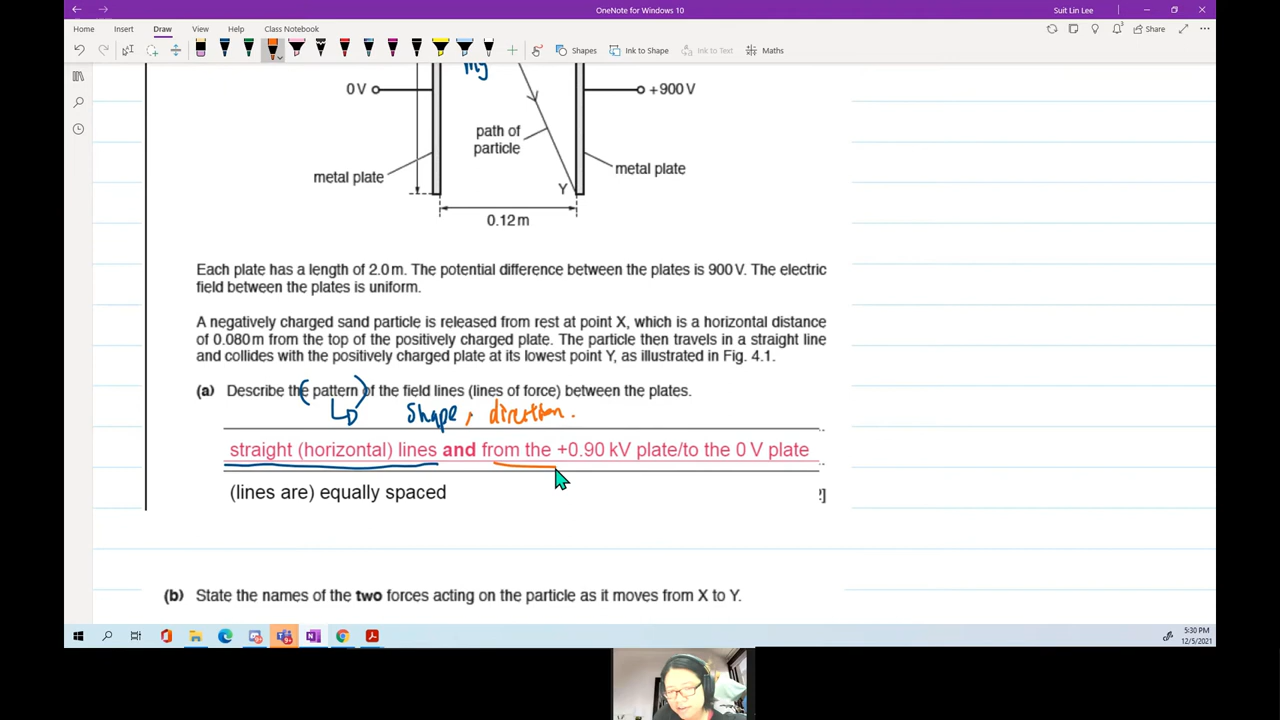 OneNote for Windows 10
Suit Lin Lee
Home Insert Draw View Help Class Notebook
Share
Shapes Ink to Shape Ink to Text Maths
mg
0 V
+ 900 V
path of
particle
metal plate
metal plate
Y
0.12 m
Each plate has a length of 2.0 m. The potential difference between the plates is 900 V. The electric
field between the plates is uniform.
A negatively charged sand particle is released from rest at point X, which is a horizontal distance
of 0.080 m from the top of the positively charged plate. The particle then travels in a straight line
and collides with the positively charged plate at its lowest point Y, as illustrated in Fig. 4.1.
(a) Describe the pattern of the field lines (lines of force) between the plates.
shape, direction.
straight (horizontal) lines and from the +0.90 kV plate/to the 0 V plate
(lines are) equally spaced
2]
(b) State the names of the two forces acting on the particle as it moves from X to Y.
5:30 PM
12/5/2021